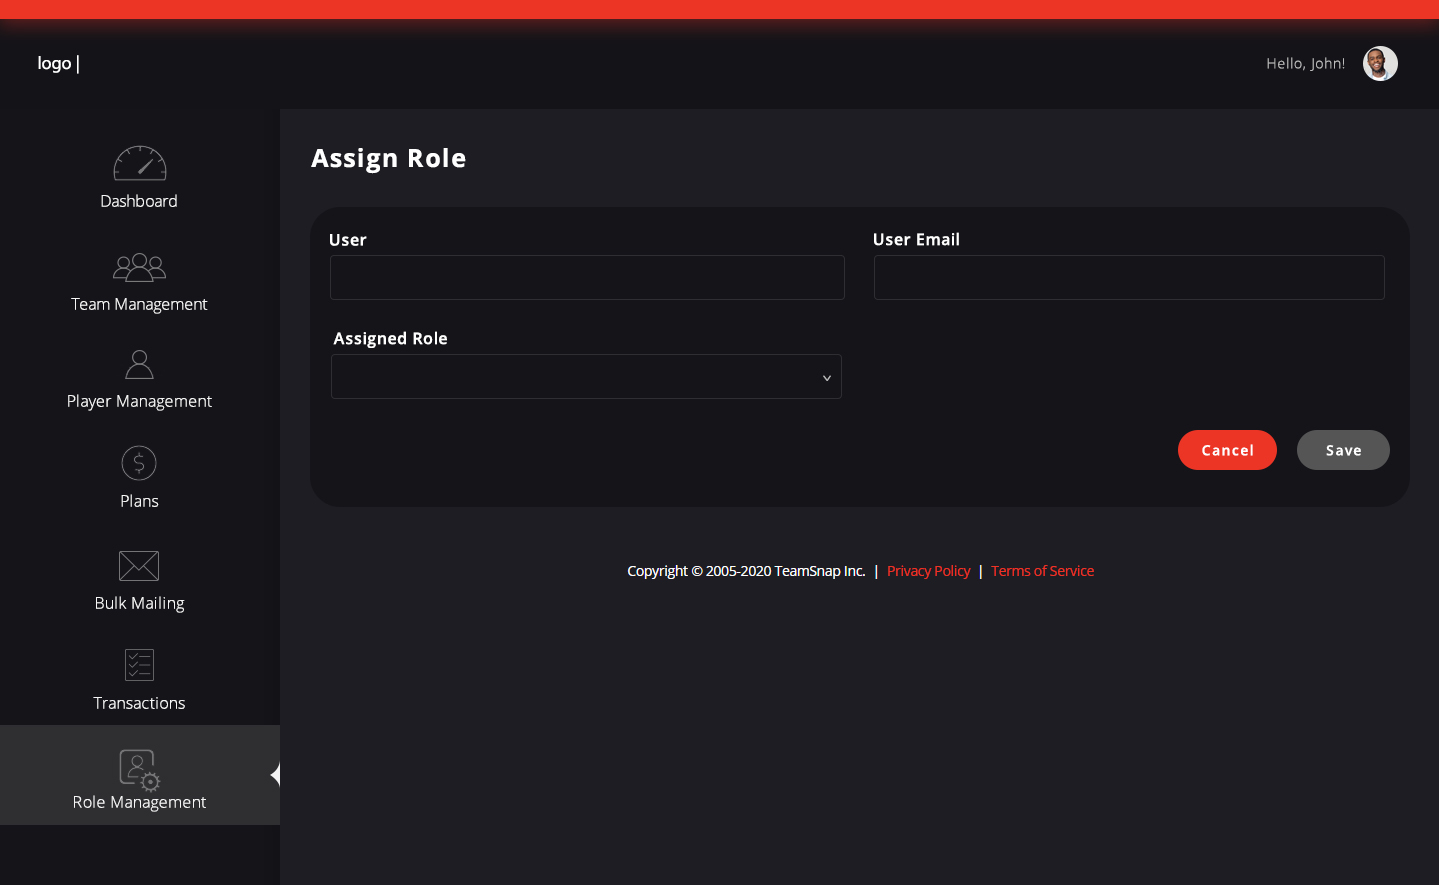 logo |
Hello, John!
Dashboard
Team Management
Player Management
Plans
Bulk Mailing
Transactions
Role Management
Assign Role
User
User Email
Assigned Role
Cancel
Save
Copyright © 2005-2020 TeamSnap Inc. | Privacy Policy | Terms of Service